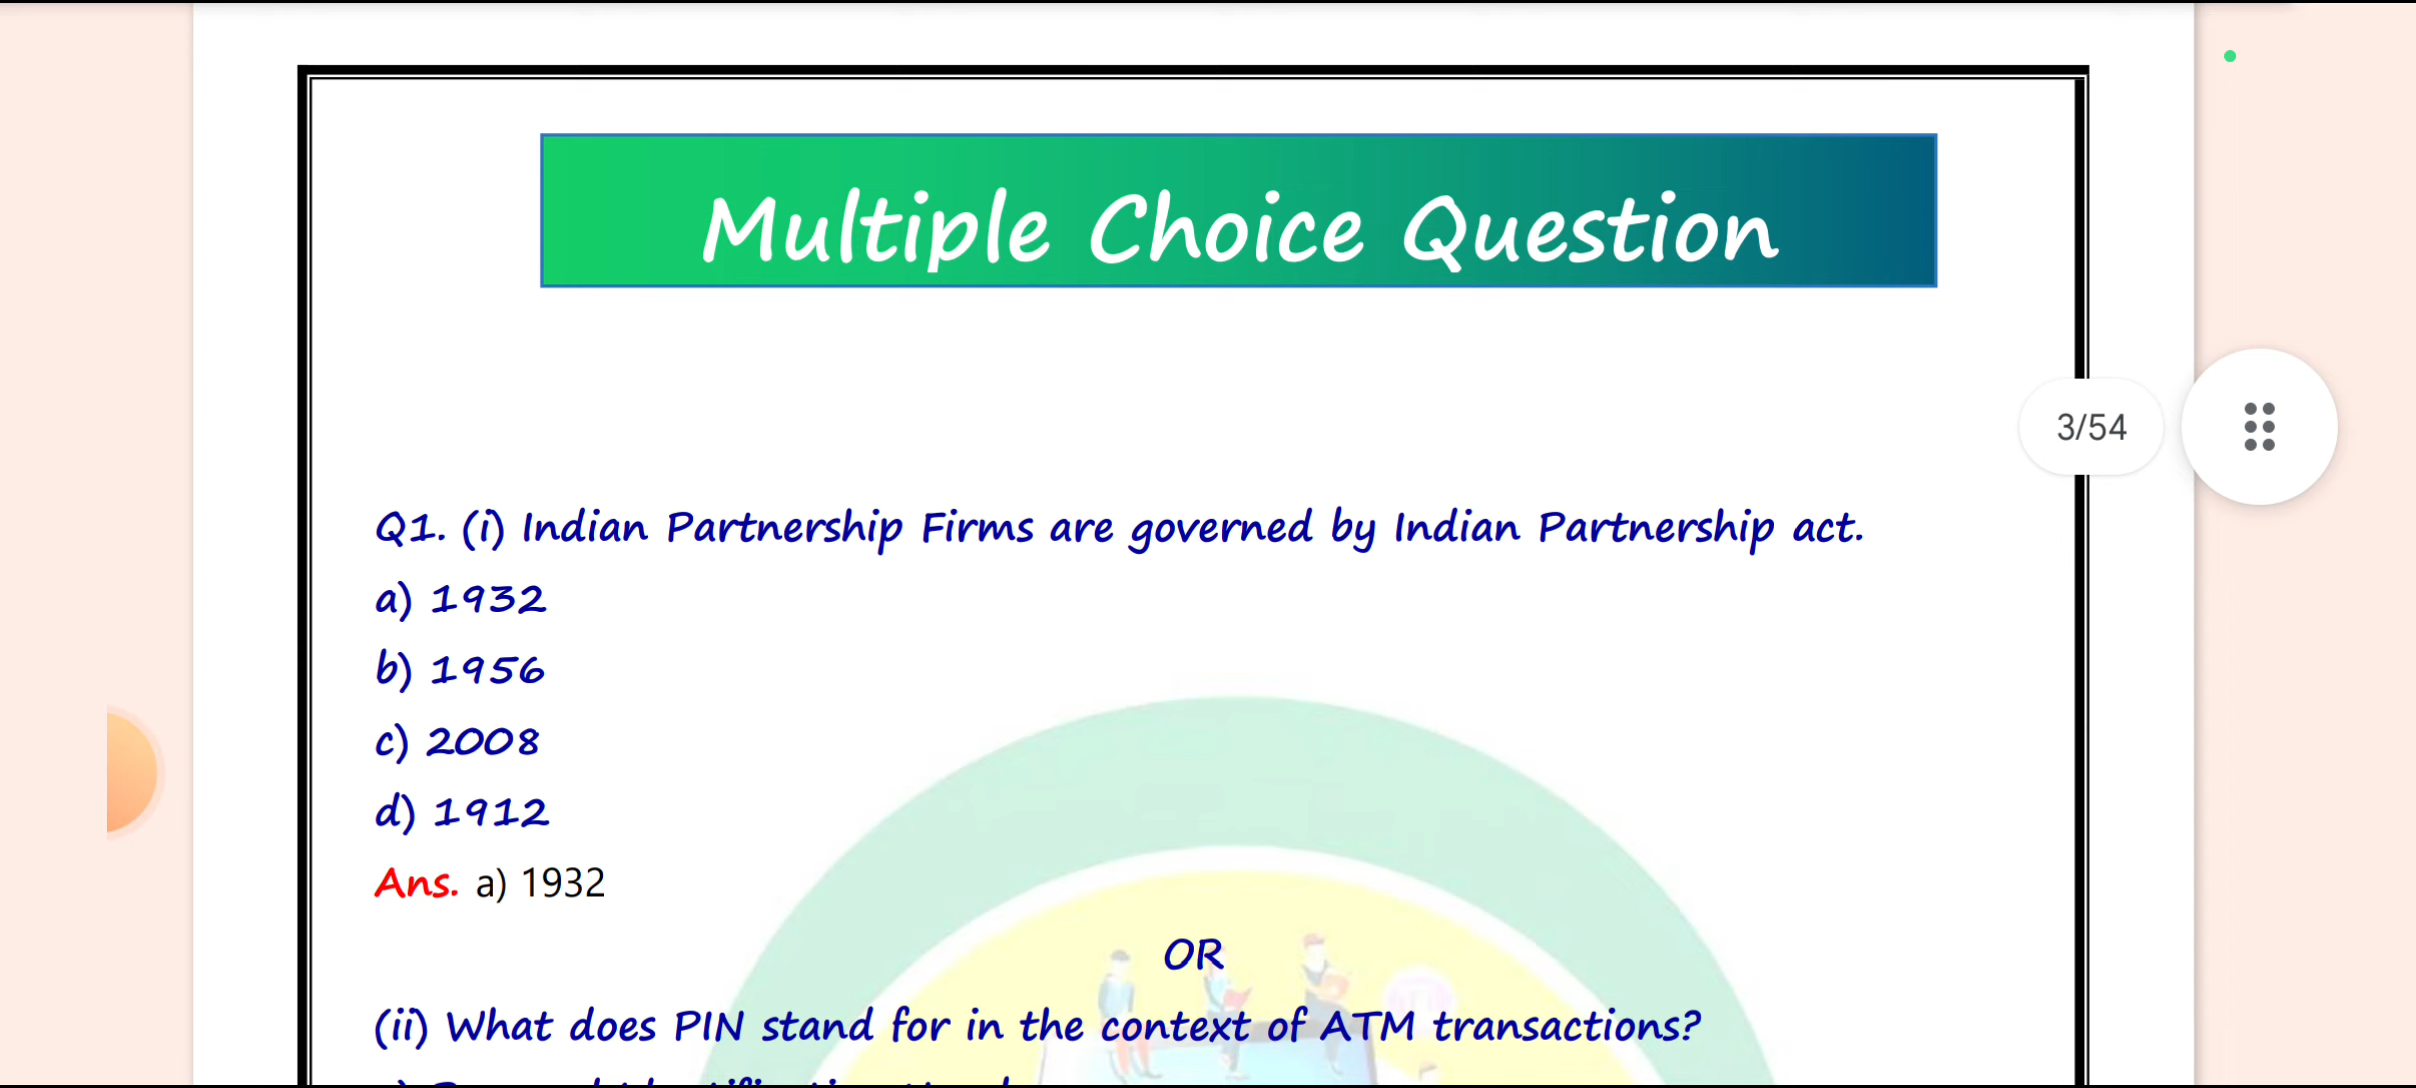 Multiple Choice Question
3/54
Q1. (i) Indian Partnership Firms are governed by Indian Partnership act.
a) 1932
b) 1956
c) 2008
d) 1912
Ans. a) 1932
OR
(ii) What does PIN stand for in the context of ATM transactions?